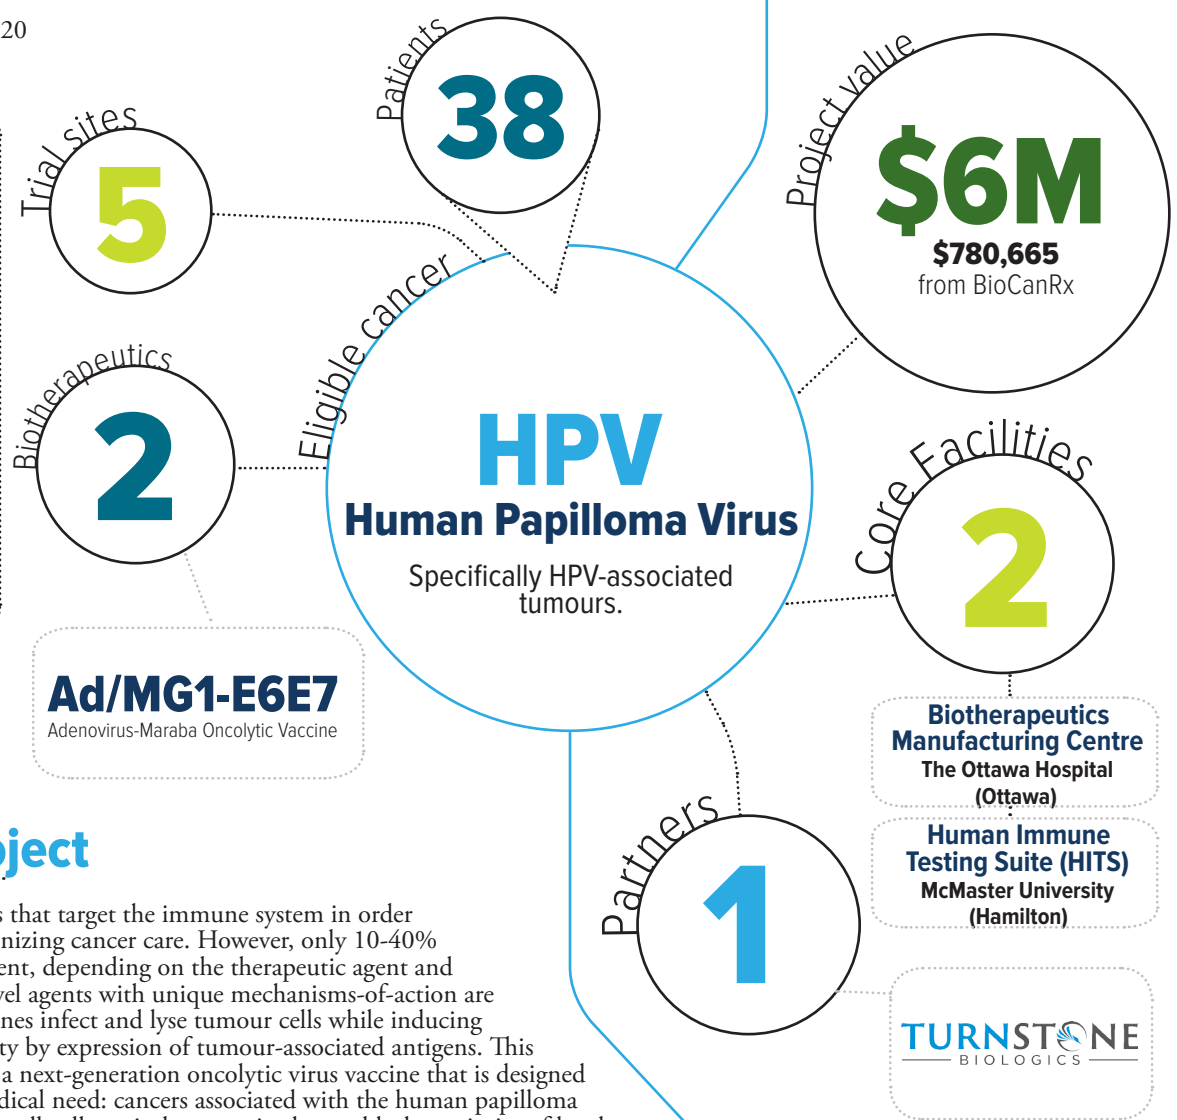 20
Patients
38
Project value
$6M
$780,665
from BioCanRx
Trial sites
5
Eligible cancer
HPV
Human Papilloma Virus
Specifically HPV-associated
tumours.
Biotherapeutics
2
Ad/MG1-E6E7
Adenovirus-Maraba Oncolytic Vaccine
Core Facilities
2
Biotherapeutics
Manufacturing Centre
The Ottawa Hospital
(Ottawa)
Human Immune
Testing Suite (HITS)
McMaster University
(Hamilton)
Partners
1
TURNSTONE
BIOLOGICS
ject
s that target the immune system in order
nizing cancer care. However, only 10-40%
ent, depending on the therapeutic agent and
vel agents with unique mechanisms-of-action are
nes infect and lyse tumour cells while inducing
ty by expression of tumour-associated antigens. This
a next-generation oncolytic virus vaccine that is designed
dical need: cancers associated with the human papilloma